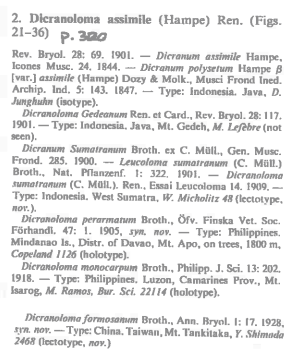 2. Dicranoloma assimile (Hampe) Ren. (Figs.
21–36) p. 320
Rev. Bryol. 28: 69. 1901. — Dicranum assimile Hampe,
Icones Musc. 24. 1844. — Dicranum polysetum Hampe β
[var.] assimile (Hampe) Dozy & Molk., Musci Frond Ined.
Archip. Ind. 5: 143. 1847. — Type: Indonesia. Java, D.
Junghuhn (isotype).
Dicranoloma Gedeanum Ren. et Card., Rev. Bryol. 28: 117.
1901. — Type: Indonesia. Java, Mt. Gedeh, M. Lefèbre (not
seen).
Dicranum Sumatranum Broth. ex C. Müll., Gen. Musc.
Frond. 285. 1900. — Leucoloma sumatranum (C. Müll.)
Broth., Nat. Pflanzenf. 1: 322. 1901. — Dicranoloma
sumatranum (C. Müll.). Ren., Essai Leucoloma 14. 1909. —
Type: Indonesia. West Sumatra, W. Micholitz 48 (lectotype,
nov.).
Dicranoloma perarmatum Broth., Öfv. Finska Vet. Soc.
Förhandl. 47: 1. 1905, syn. nov. — Type: Philippines.
Mindanao Is., Distr. of Davao, Mt. Apo, on trees, 1800 m,
Copeland 1126 (holotype).
Dicranoloma monocarpum Broth., Philipp. J. Sci. 13: 202.
1918. — Type: Philippines. Luzon, Camarines Prov., Mt.
Isarog, M. Ramos, Bur. Sci. 22114 (holotype).
Dicranoloma formosanum Broth., Ann. Bryol. 1: 17. 1928,
syn. nov. — Type: China. Taiwan, Mt. Tankitaka, Y. Shimada
2468 (lectotype, nov.)